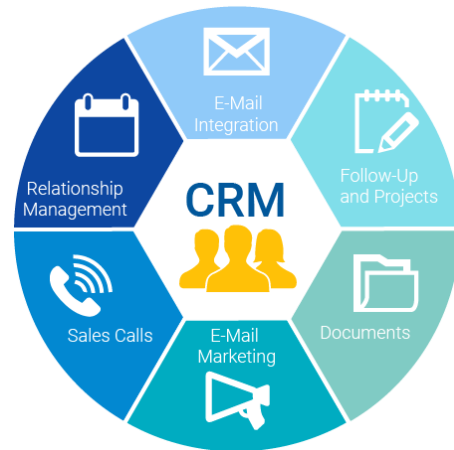 E-Mail
Integration
Follow-Up
and Projects
Documents
E-Mail
Marketing
Sales Calls
Relationship
Management
CRM